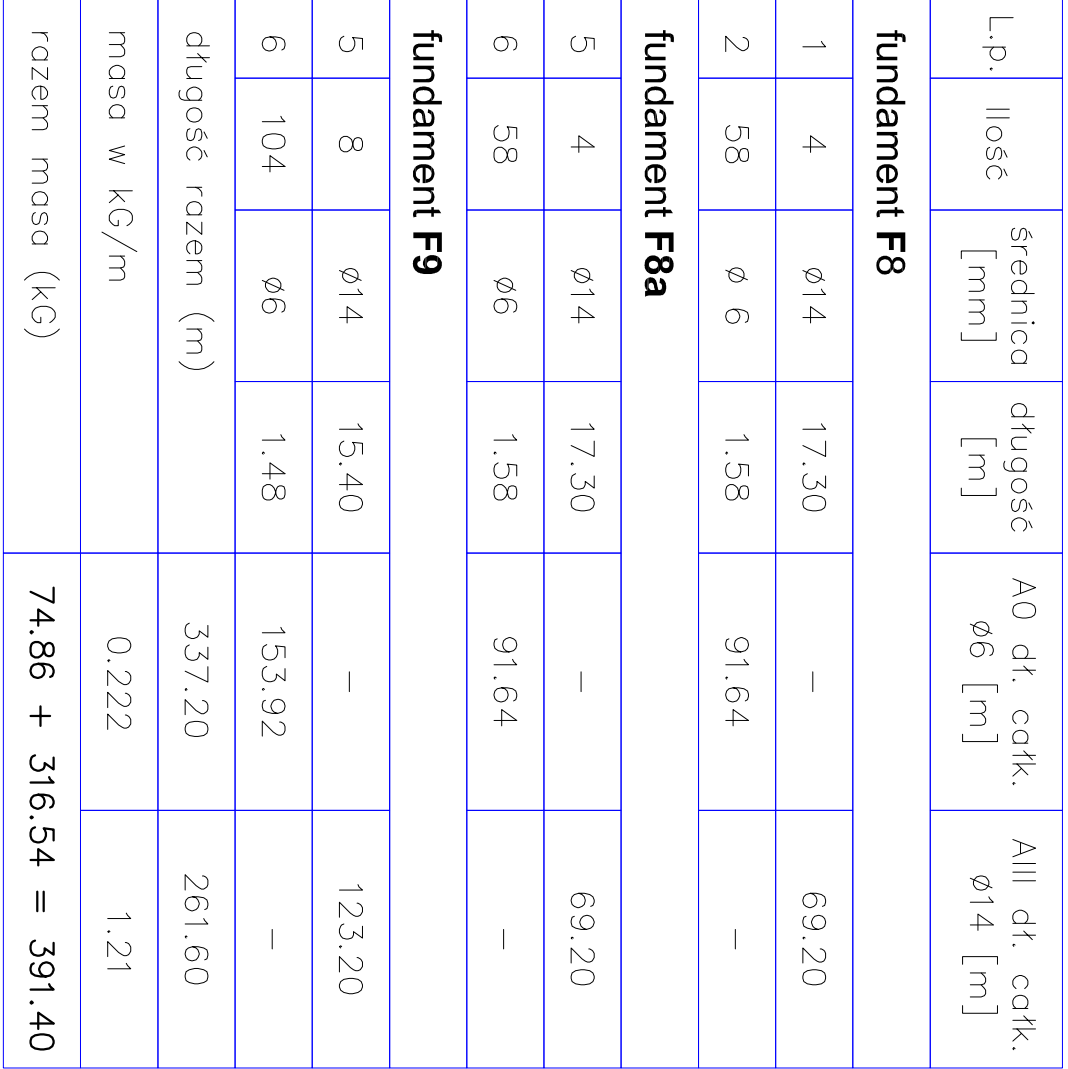 L.p. Ilość średnica [mm] długość [m] A0 dł. całk. ø6 [m] AIII dł. całk. ø14 [m]
fundament F8
1 4 ø14 17.30 – 69.20
2 58 ø 6 1.58 91.64 –
fundament F8a
5 4 ø14 17.30 – 69.20
6 58 ø6 1.58 91.64 –
fundament F9
5 8 ø14 15.40 – 123.20
6 104 ø6 1.48 153.92 –
długość razem (m) 337.20 261.60
masa w kG/m 0.222 1.21
razem masa (kG) 74.86 + 316.54 = 391.40